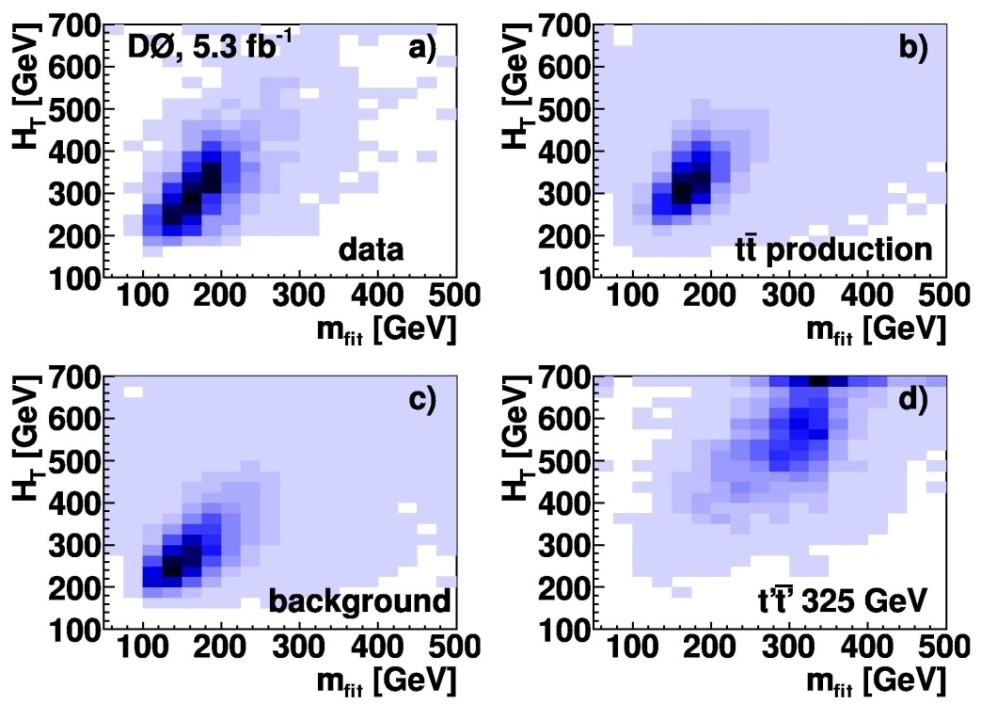 H_T [GeV]
700
600
500
400
300
200
100
DØ, 5.3 fb⁻¹
a)
data
100 200 300 400 500
m_fit [GeV]
H_T [GeV]
700
600
500
400
300
200
100
b)
tt̄ production
100 200 300 400 500
m_fit [GeV]
H_T [GeV]
700
600
500
400
300
200
100
c)
background
100 200 300 400 500
m_fit [GeV]
H_T [GeV]
700
600
500
400
300
200
100
d)
t't̄' 325 GeV
100 200 300 400 500
m_fit [GeV]